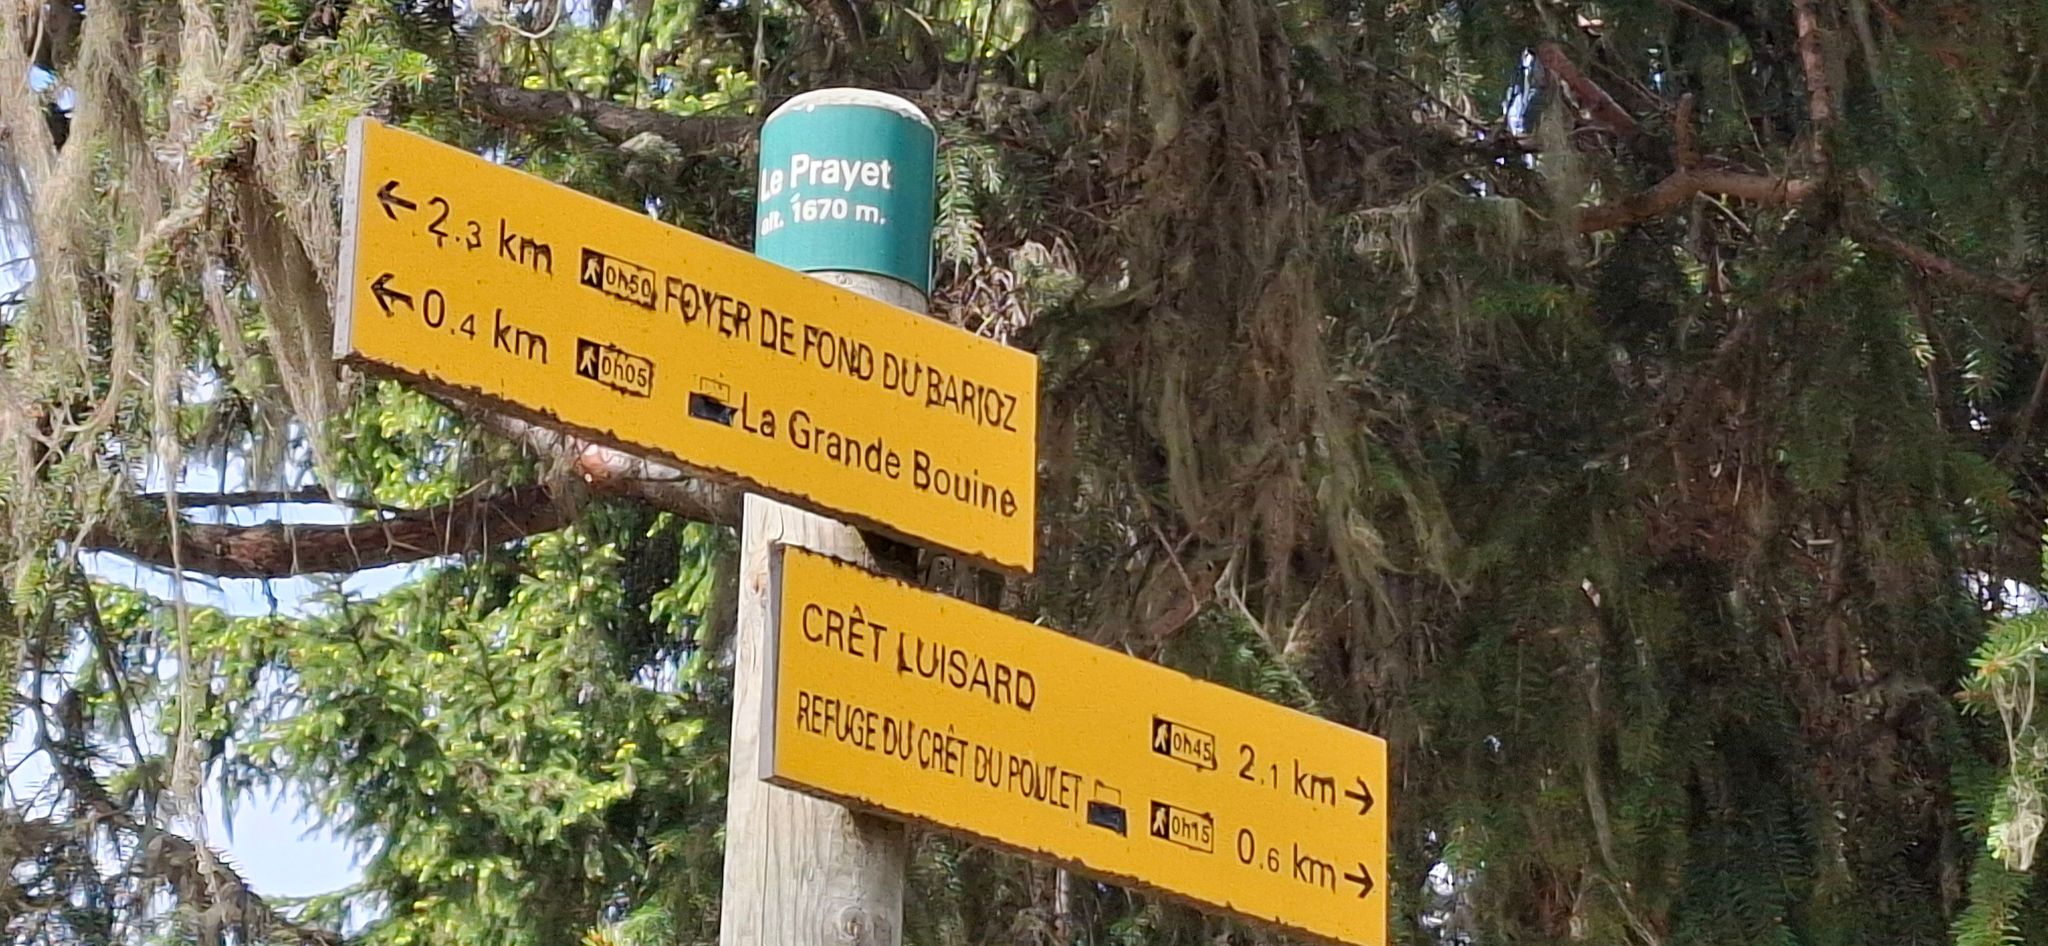 Le Prayet
alt. 1670 m.
← 2.3 km 0h50 FOYER DE FOND DU BARIOZ
← 0.4 km 0h05 La Grande Bouine
CRÊT LUISARD 0h45 2.1 km →
REFUGE DU CRÊT DU POULET 0h15 0.6 km →